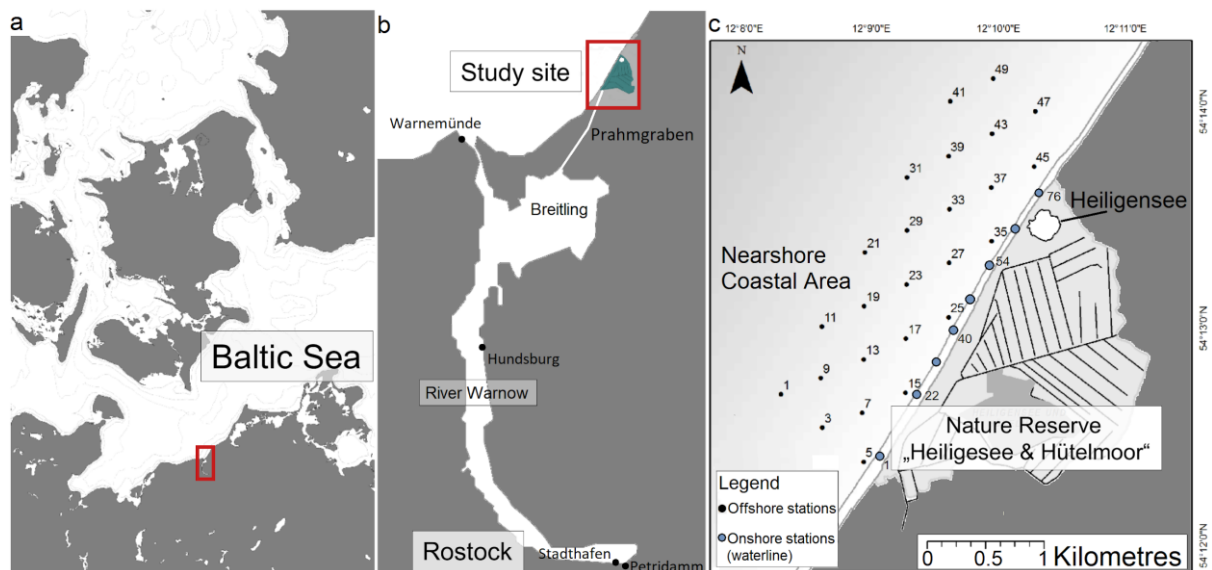 a
Baltic Sea
b
Study site
Warnemünde
Prahmgraben
Breitling
Hundsburg
River Warnow
Rostock
Stadthafen
Petridamm
c
12°8'0"E
12°9'0"E
12°10'0"E
12°11'0"E
N
49
41
47
43
39
45
31
37
76
Heiligensee
33
29
35
21
27
54
Nearshore
Coastal Area
23
19
25
11
17
40
13
9
1
15
22
7
3
5
1
Nature Reserve
„Heiligesee & Hütelmoor“
Legend
Offshore stations
Onshore stations
(waterline)
0
1
Kilometres
54°14'0"N
54°13'0"N
54°12'0"N